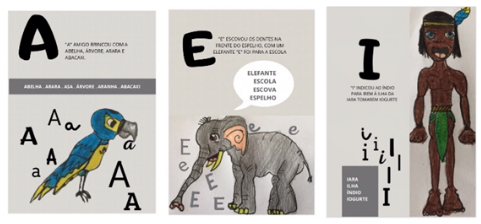 A
"A" AMIGO BRINCOU COM A
ABELHA, ÁRVORE, ARARA E
ABACAXI.
ABELHA . ARARA . ASA . ÁRVORE . ARANHA . ABACAXI
A a
A a
a A
A A
E
"E" ESCOVOU OS DENTES NA
FRENTE DO ESPELHO, COM UM
ELEFANTE "E" FOI PARA A ESCOLA
ELEFANTE
ESCOLA
ESCOVA
ESPELHO
E e e e
E E
E E
I
"I" INDICOU AO ÍNDIO
PARA IREM À ILHA DA
IARA TOMAREM IOGURTE
i i i i I I
I I
IARA
ILHA
ÍNDIO
IOGURTE